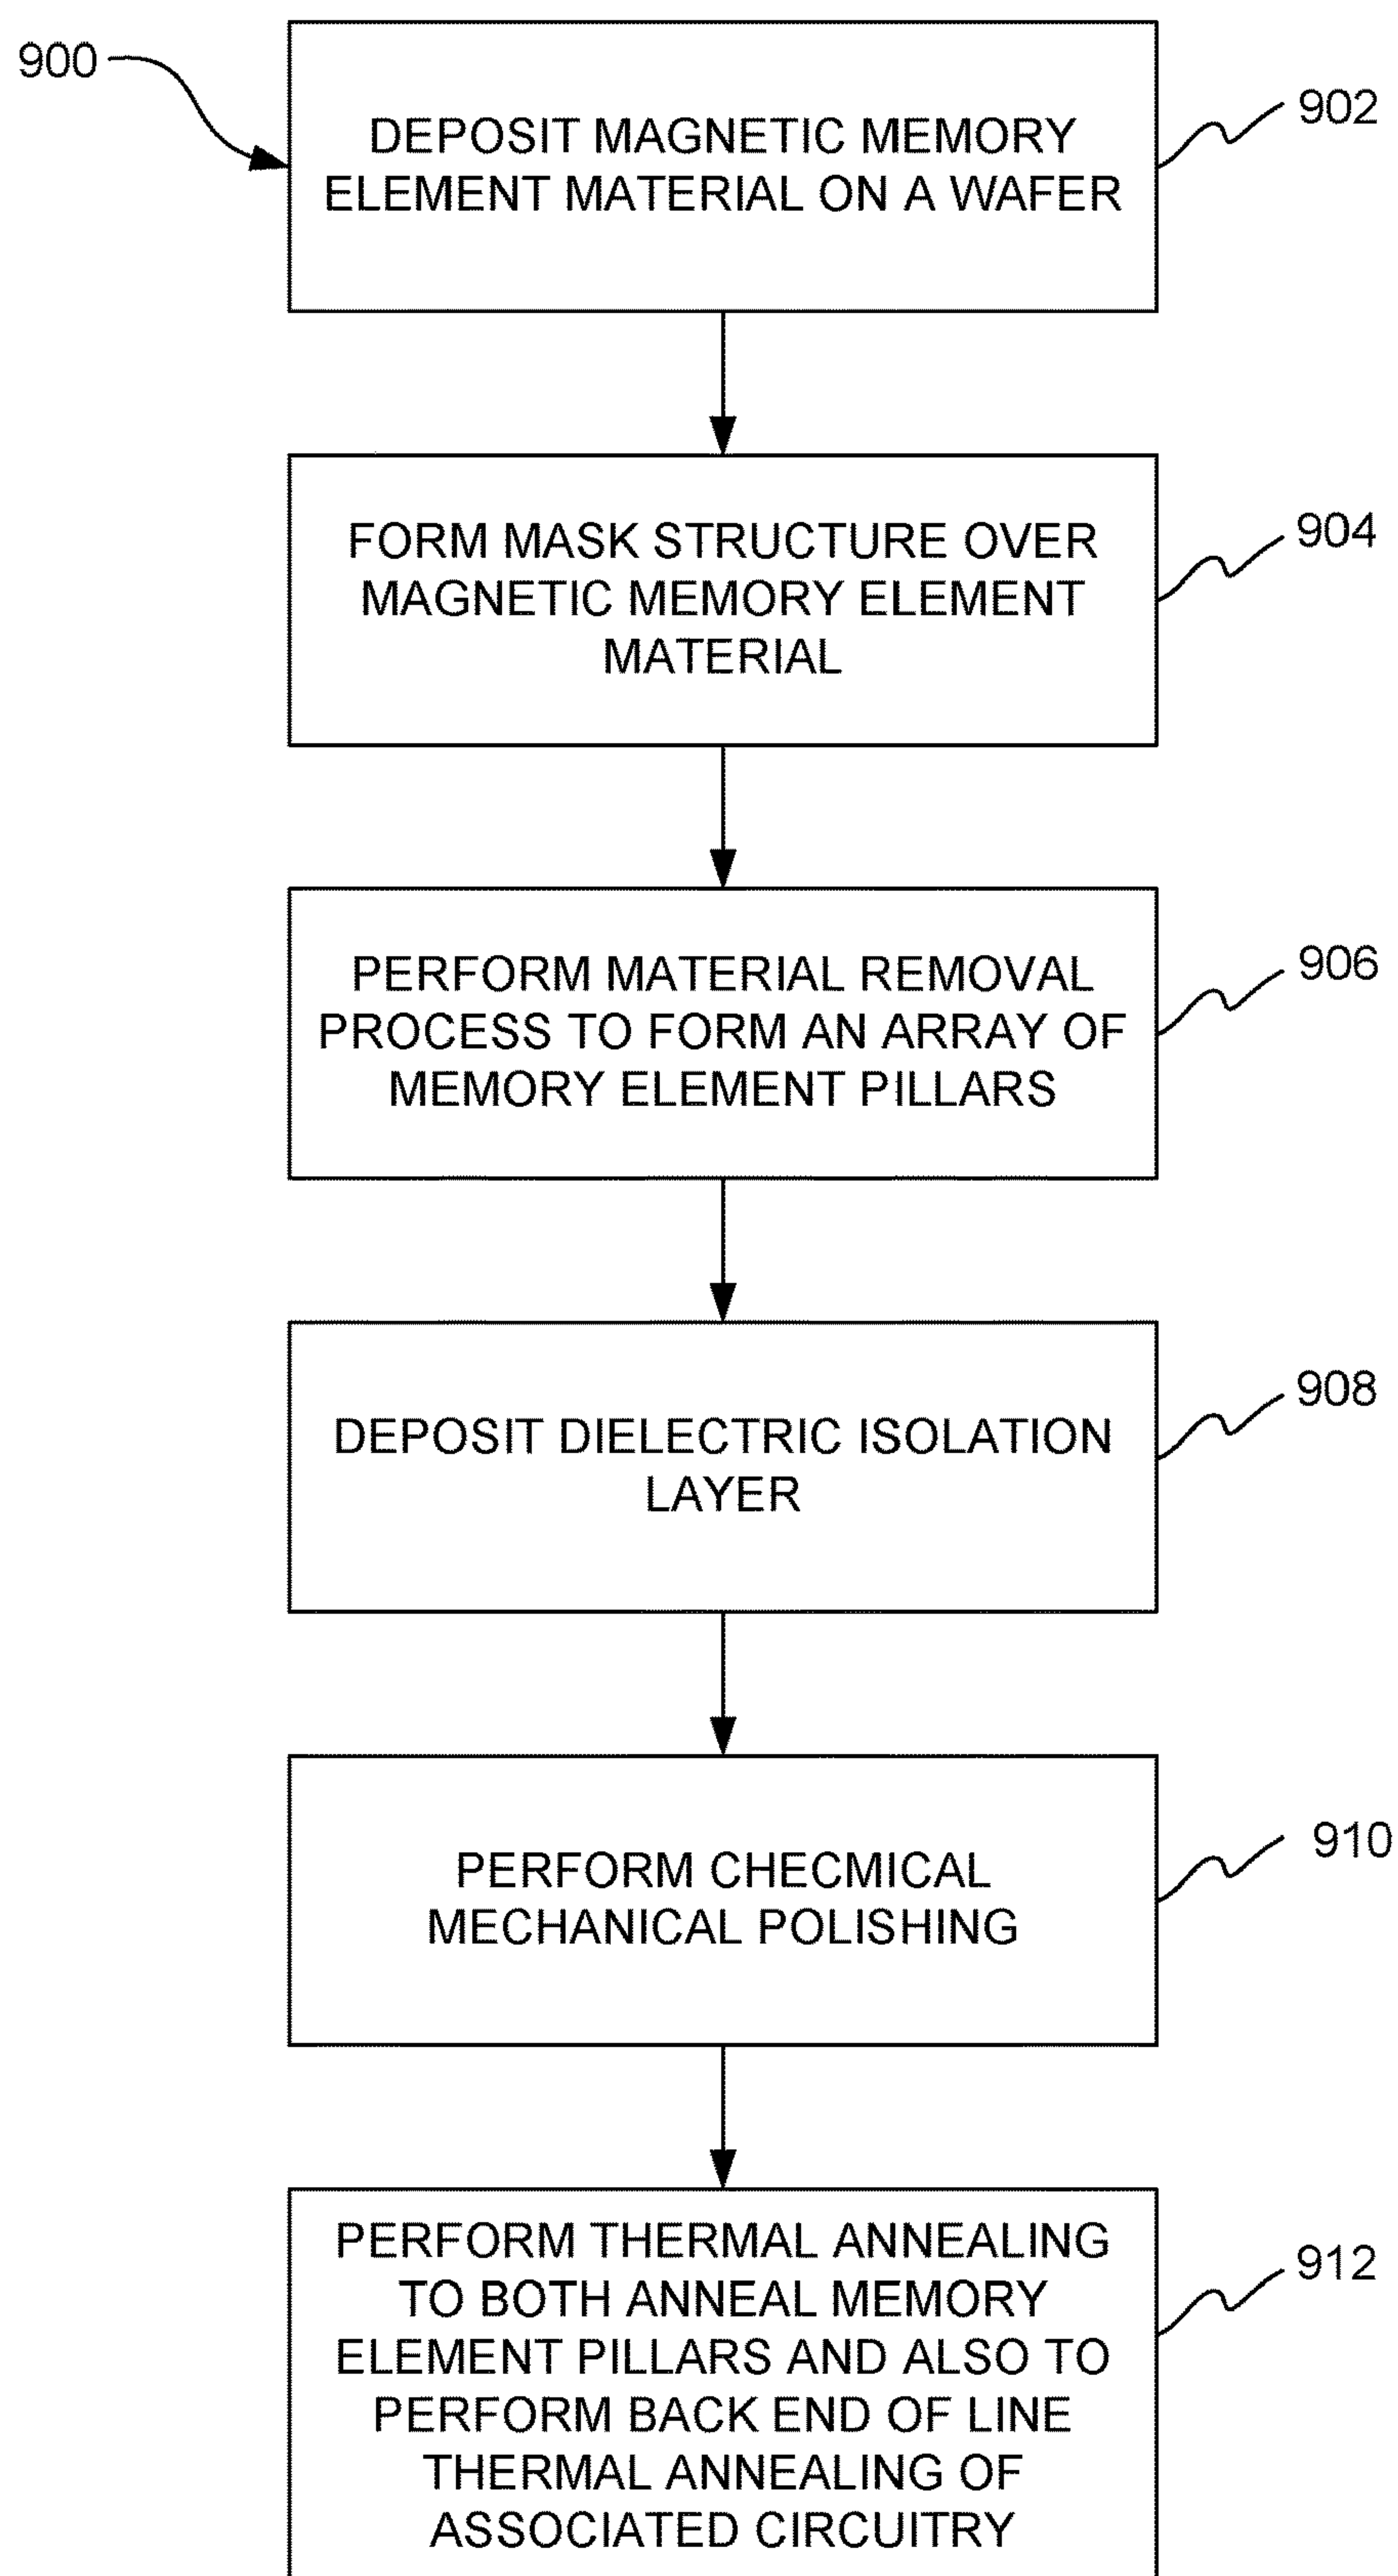 900
DEPOSIT MAGNETIC MEMORY
ELEMENT MATERIAL ON A WAFER
902
FORM MASK STRUCTURE OVER
MAGNETIC MEMORY ELEMENT
MATERIAL
904
PERFORM MATERIAL REMOVAL
PROCESS TO FORM AN ARRAY OF
MEMORY ELEMENT PILLARS
906
DEPOSIT DIELECTRIC ISOLATION
LAYER
908
PERFORM CHECMICAL
MECHANICAL POLISHING
910
PERFORM THERMAL ANNEALING
TO BOTH ANNEAL MEMORY
ELEMENT PILLARS AND ALSO TO
PERFORM BACK END OF LINE
THERMAL ANNEALING OF
ASSOCIATED CIRCUITRY
912